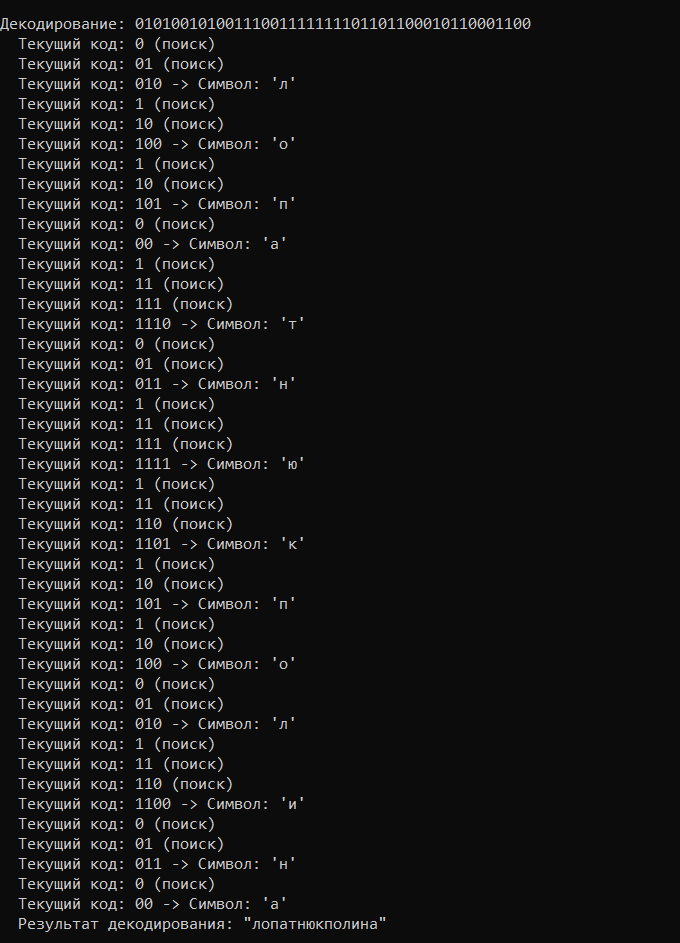 Декодирование: 01010010100111001111111101101100010110001100
Текущий код: 0 (поиск)
Текущий код: 01 (поиск)
Текущий код: 010 -> Символ: 'л'
Текущий код: 1 (поиск)
Текущий код: 10 (поиск)
Текущий код: 100 -> Символ: 'о'
Текущий код: 1 (поиск)
Текущий код: 10 (поиск)
Текущий код: 101 -> Символ: 'п'
Текущий код: 0 (поиск)
Текущий код: 00 -> Символ: 'а'
Текущий код: 1 (поиск)
Текущий код: 11 (поиск)
Текущий код: 111 (поиск)
Текущий код: 1110 -> Символ: 'т'
Текущий код: 0 (поиск)
Текущий код: 01 (поиск)
Текущий код: 011 -> Символ: 'н'
Текущий код: 1 (поиск)
Текущий код: 11 (поиск)
Текущий код: 111 (поиск)
Текущий код: 1111 -> Символ: 'ю'
Текущий код: 1 (поиск)
Текущий код: 11 (поиск)
Текущий код: 110 (поиск)
Текущий код: 1101 -> Символ: 'к'
Текущий код: 1 (поиск)
Текущий код: 10 (поиск)
Текущий код: 101 -> Символ: 'п'
Текущий код: 1 (поиск)
Текущий код: 10 (поиск)
Текущий код: 100 -> Символ: 'о'
Текущий код: 0 (поиск)
Текущий код: 01 (поиск)
Текущий код: 010 -> Символ: 'л'
Текущий код: 1 (поиск)
Текущий код: 11 (поиск)
Текущий код: 110 (поиск)
Текущий код: 1100 -> Символ: 'и'
Текущий код: 0 (поиск)
Текущий код: 01 (поиск)
Текущий код: 011 -> Символ: 'н'
Текущий код: 0 (поиск)
Текущий код: 00 -> Символ: 'а'
Результат декодирования: "лопатнюкполина"